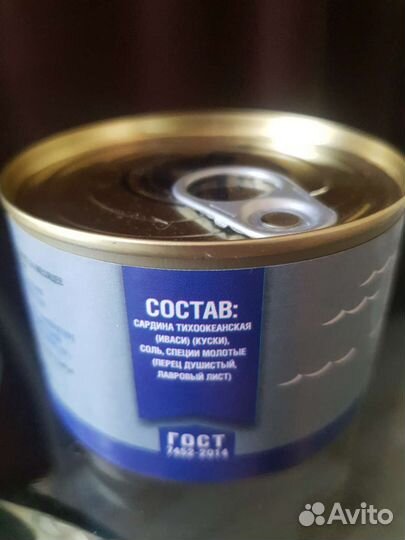 СОСТАВ:
САРДИНА ТИХООКЕАНСКАЯ
(ИВАСИ) (КУСКИ),
СОЛЬ, СПЕЦИИ МОЛОТЫЕ
(ПЕРЕЦ ДУШИСТЫЙ,
ЛАВРОВЫЙ ЛИСТ)
ГОСТ
7452-2014
Avito